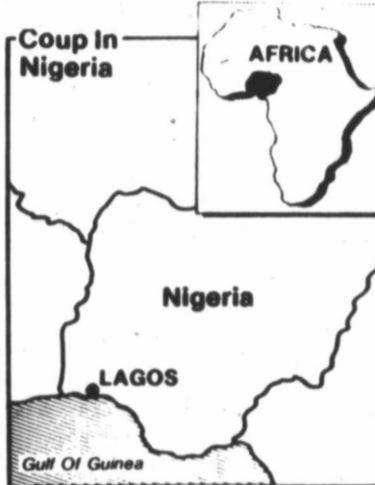 Coup In
Nigeria
AFRICA
Nigeria
LAGOS
Gulf Of Guinea